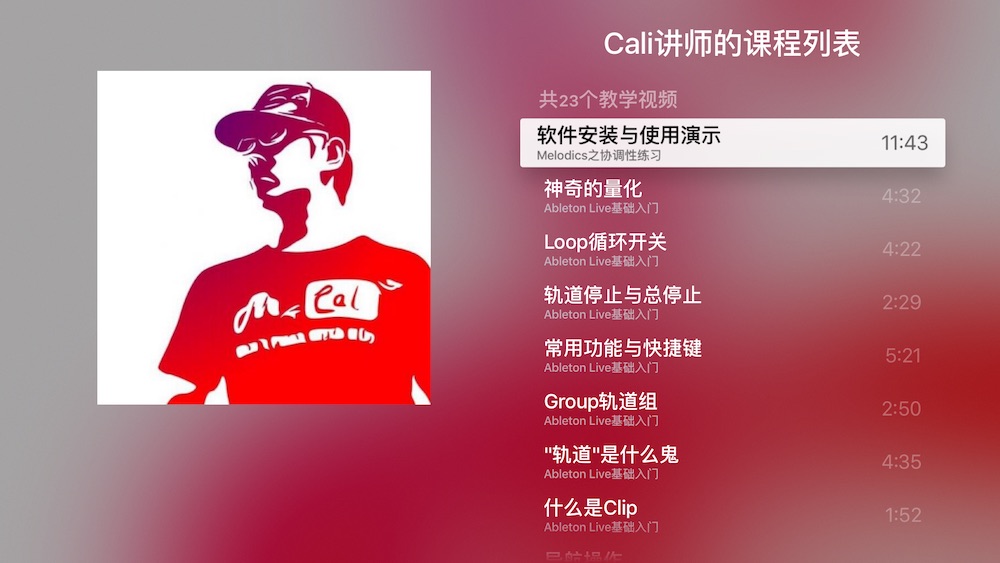 Cali讲师的课程列表
共23个教学视频
软件安装与使用演示 11:43
Melodics之协调性练习
神奇的量化 4:32
Ableton Live基础入门
Loop循环开关 4:22
Ableton Live基础入门
轨道停止与总停止 2:29
Ableton Live基础入门
常用功能与快捷键 5:21
Ableton Live基础入门
Group轨道组 2:50
Ableton Live基础入门
"轨道"是什么鬼 4:35
Ableton Live基础入门
什么是Clip 1:52
Ableton Live基础入门
导航操作
Cal